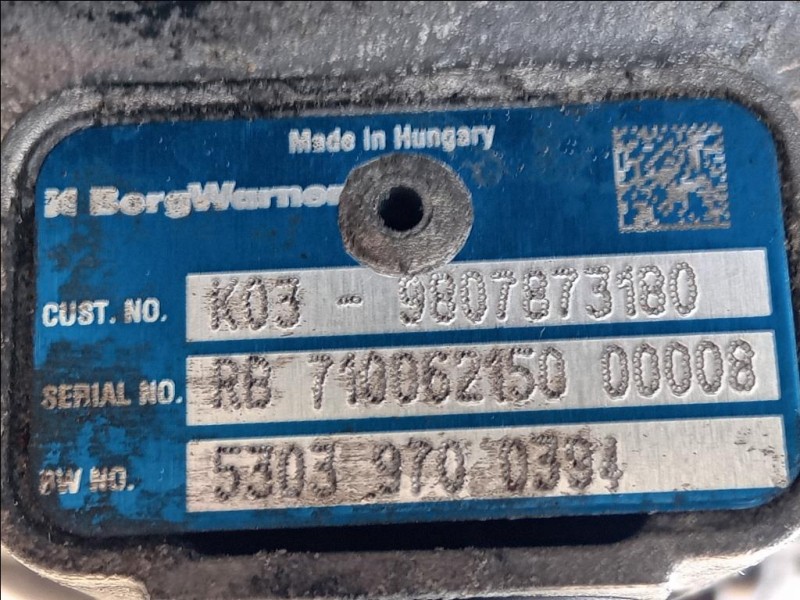 Made in Hungary
BorgWarner
CUST. NO. K03 - 9807873180
SERIAL NO. RB 710062150 00008
BW NO. 5303 970 0394